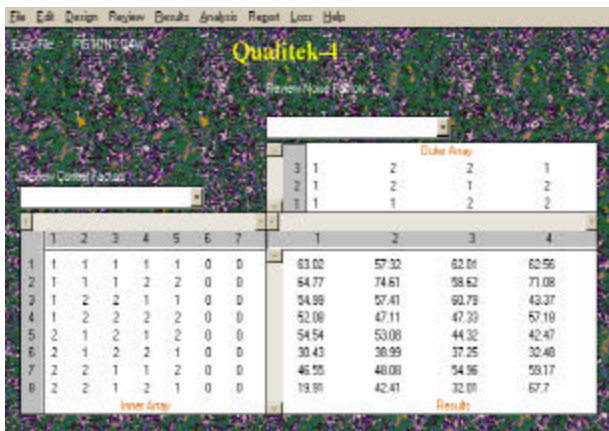 File Edit Design Review Results Analysis Report Loss Help
Qualitek-4
Review Noise Factors
Outer Array
3 1 2 2 1
2 1 2 1 2
1 1 1 2 2
Review Control Factors
1 2 3 4 5 6 7
1 1 1 1 1 1 0 0
2 1 1 1 2 2 0 0
3 1 2 2 1 1 0 0
4 1 2 2 2 2 0 0
5 2 1 2 1 2 0 0
6 2 1 2 2 1 0 0
7 2 2 1 1 2 0 0
8 2 2 1 2 1 0 0
Inner Array
1 2 3 4
63.02 57.32 62.01 62.56
64.77 74.61 58.62 71.08
54.99 57.41 60.79 43.37
52.08 47.11 47.33 57.18
54.54 53.08 44.32 42.47
30.43 38.99 37.25 32.48
46.55 48.08 54.96 59.17
19.91 42.41 32.01 67.7
Results